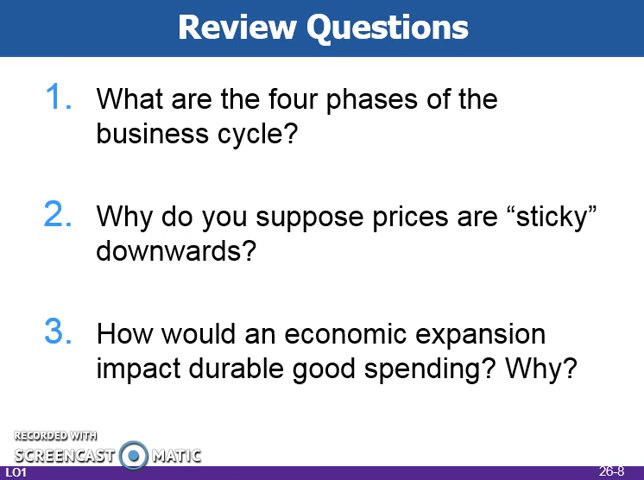 Review Questions
1. What are the four phases of the
business cycle?
2. Why do you suppose prices are “sticky”
downwards?
3. How would an economic expansion
impact durable good spending? Why?
RECORDED WITH
SCREENCAST MATIC
LO1
26-8